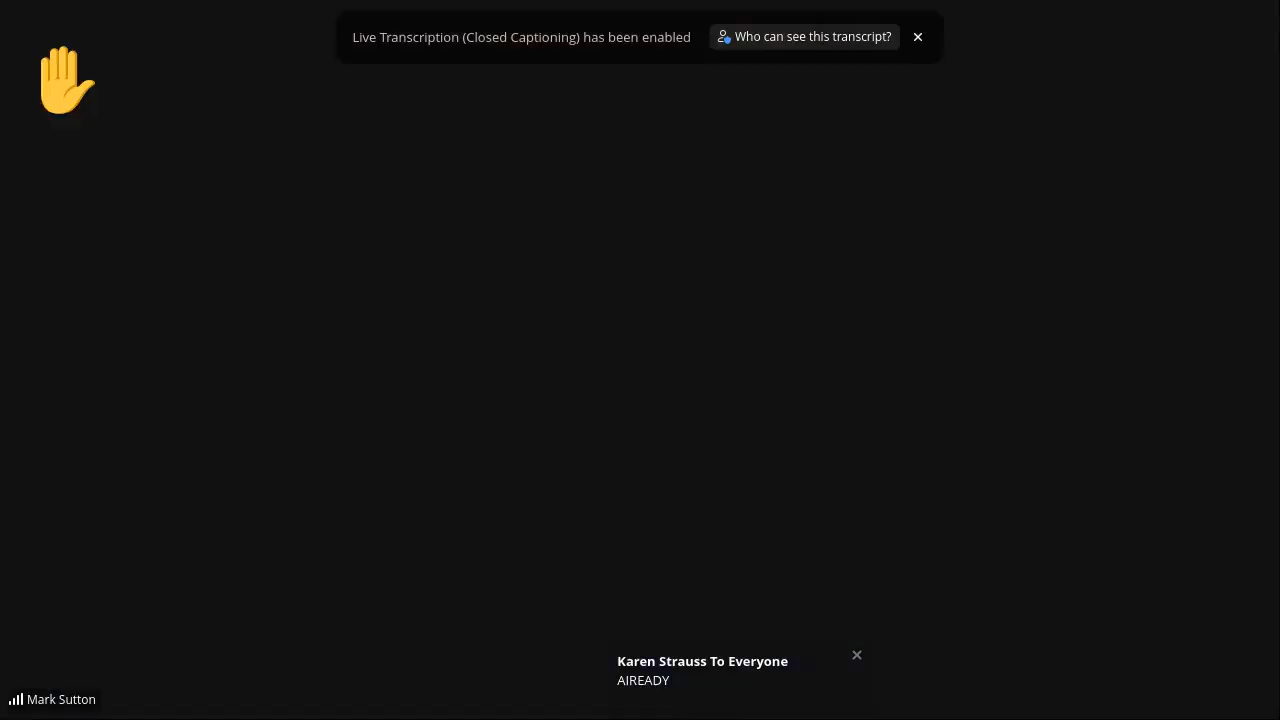 Live Transcription (Closed Captioning) has been enabled
Who can see this transcript?
Karen Strauss To Everyone
AIREADY
Mark Sutton